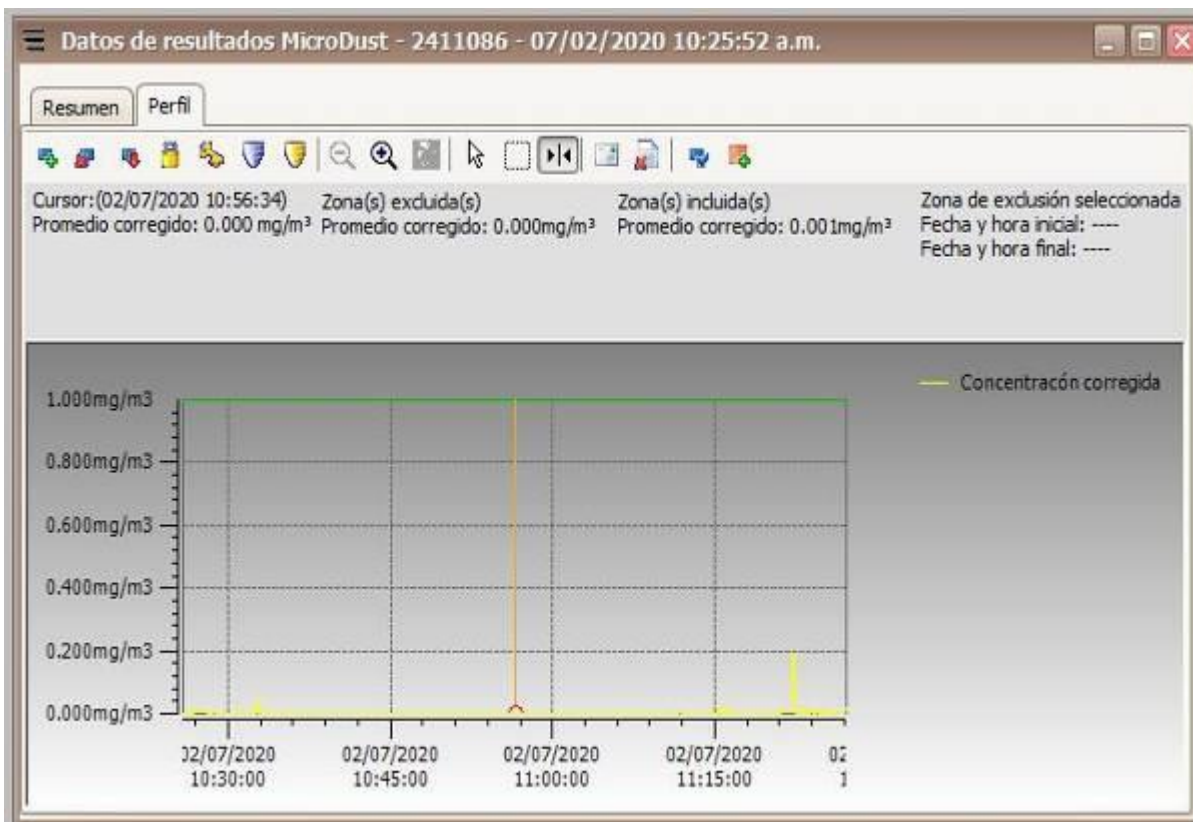 Datos de resultados MicroDust - 2411086 - 07/02/2020 10:25:52 a.m.
Resumen Perfil
Cursor:(02/07/2020 10:56:34)
Promedio corregido: 0.000 mg/m³
Zona(s) excluida(s)
Promedio corregido: 0.000mg/m³
Zona(s) incluida(s)
Promedio corregido: 0.001mg/m³
Zona de exclusión seleccionada
Fecha y hora inicial: ----
Fecha y hora final: ----
Concentracón corregida
1.000mg/m3
0.800mg/m3
0.600mg/m3
0.400mg/m3
0.200mg/m3
0.000mg/m3
02/07/2020
10:30:00
02/07/2020
10:45:00
02/07/2020
11:00:00
02/07/2020
11:15:00
02
1